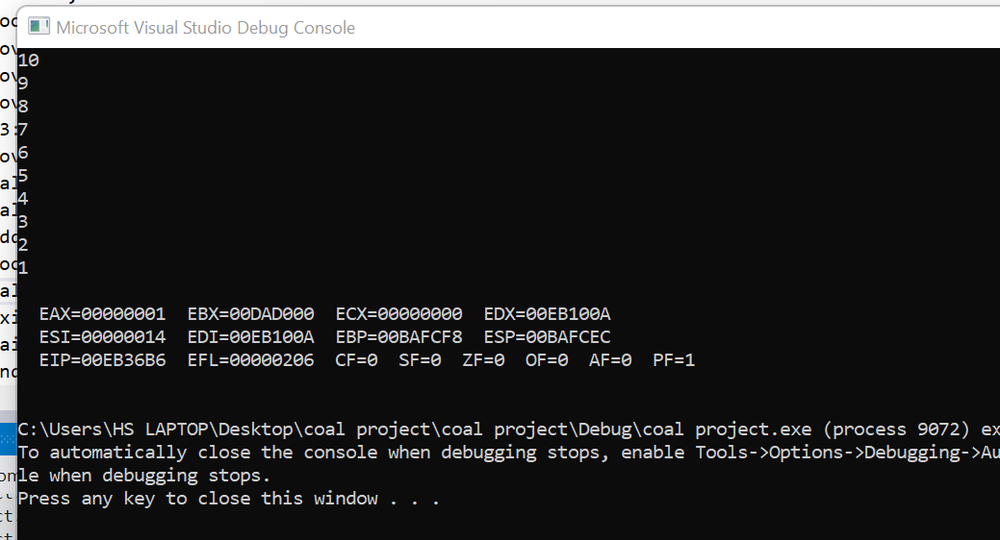 Microsoft Visual Studio Debug Console
10
9
8
7
6
5
4
3
2
1
EAX=00000001 EBX=00DAD000 ECX=00000000 EDX=00EB100A
ESI=00000014 EDI=00EB100A EBP=00BAFCF8 ESP=00BAFCEC
EIP=00EB36B6 EFL=00000206 CF=0 SF=0 ZF=0 OF=0 AF=0 PF=1
C:\Users\HS LAPTOP\Desktop\coal project\coal project\Debug\coal project.exe (process 9072) ex
To automatically close the console when debugging stops, enable Tools->Options->Debugging->Au
le when debugging stops.
Press any key to close this window . . .